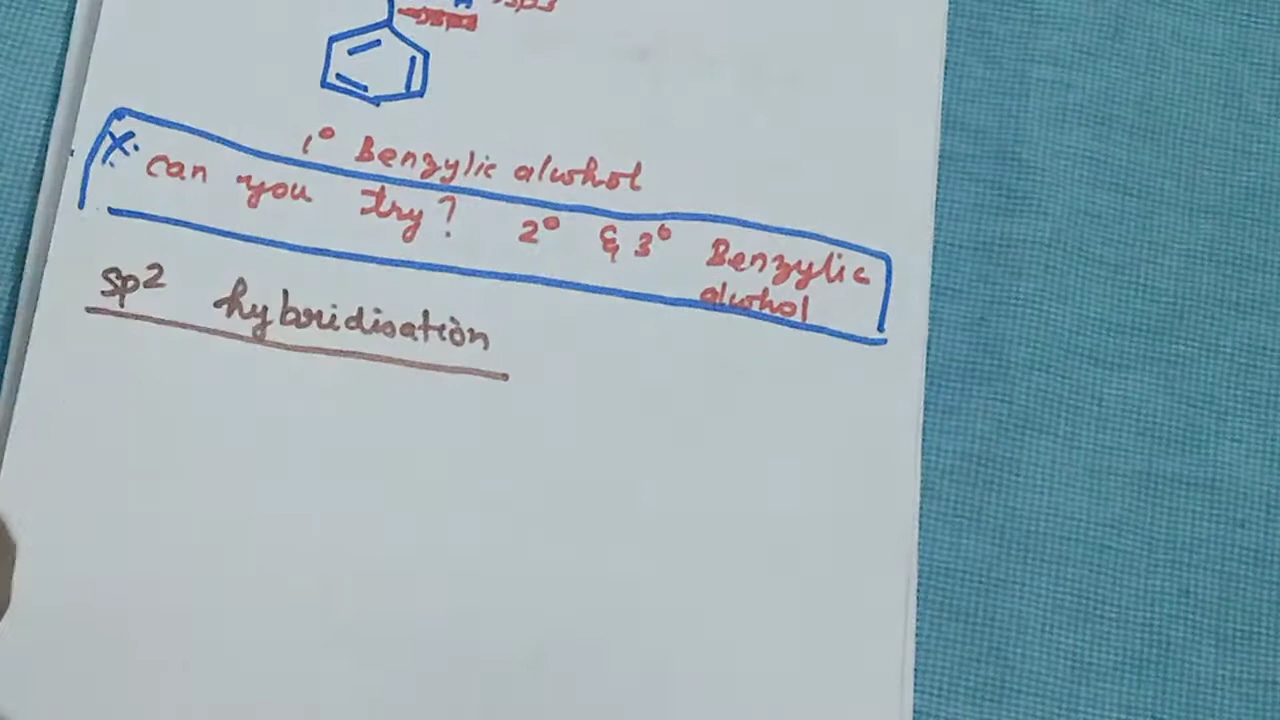 1° Benzylic alcohol
x. can you try? 2° & 3° Benzylic
alcohol
sp2 hybridisation